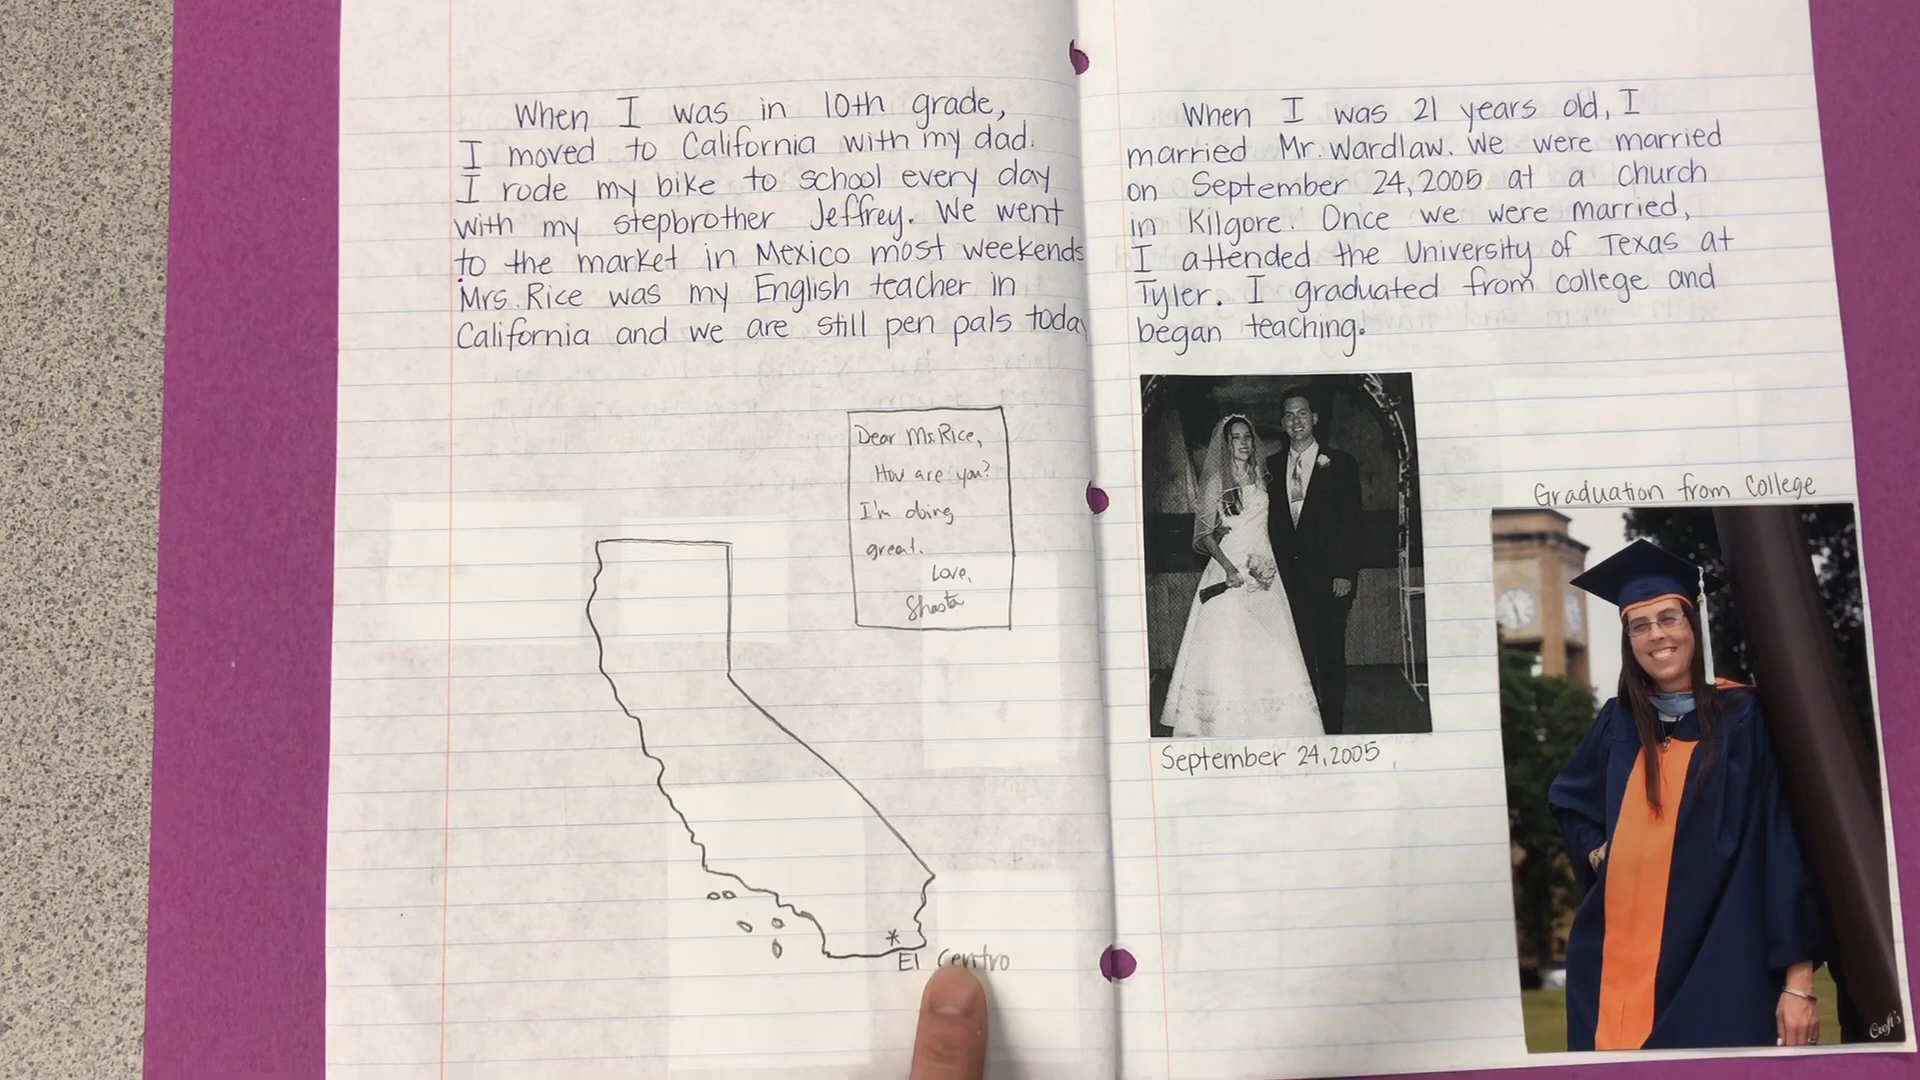 When I was in 10th grade,
I moved to California with my dad.
I rode my bike to school every day
with my stepbrother Jeffrey. We went
to the market in Mexico most weekends
Mrs. Rice was my English teacher in
California and we are still pen pals toda
Dear Ms. Rice,
How are you?
I'm doing
great.
Love,
Shasta
*
El Centro
When I was 21 years old, I
married Mr. Wardlaw. We were married
on September 24, 2005 at a church
in Kilgore. Once we were married,
I attended the University of Texas at
Tyler. I graduated from college and
began teaching.
September 24, 2005
Graduation from College
Croft's